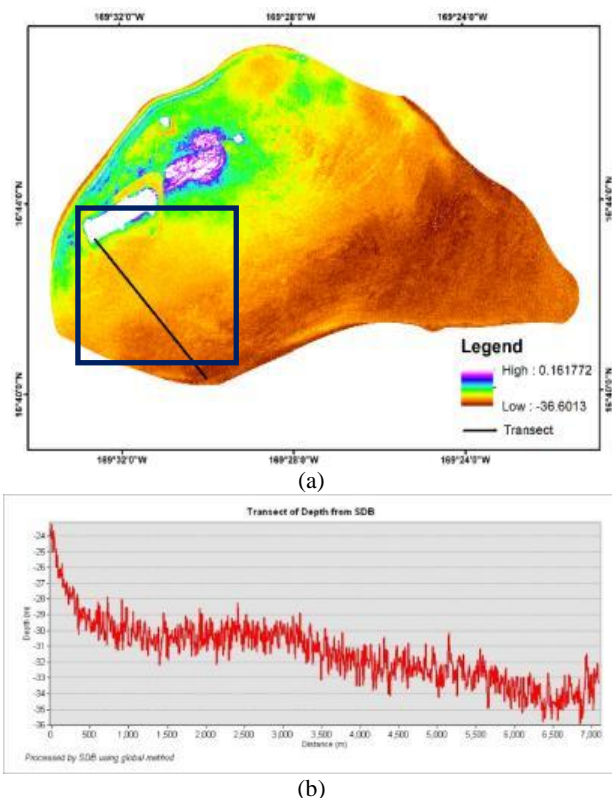 169°32'0"W 169°28'0"W 169°24'0"W
16°44'0"N 16°44'0"N
16°40'0"N 16°40'0"N
Legend
High : 0.161772
Low : -36.6013
Transect
169°32'0"W 169°28'0"W 169°24'0"W
(a)
Transect of Depth from SDB
-24
-25
-26
-27
-28
-29
-30
-31
-32
-33
-34
-35
-36
Depth (m)
0 500 1,000 1,500 2,000 2,500 3,000 3,500 4,000 4,500 5,000 5,500 6,000 6,500 7,000
Distance (m)
Processed by SDB using global method
(b)